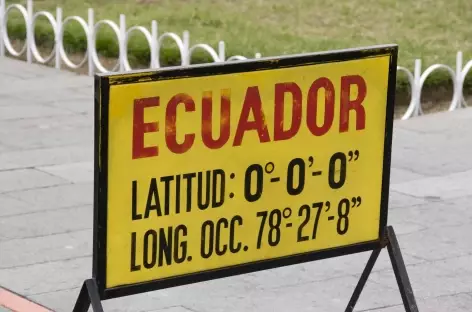 ECUADOR
LATITUD: 0°-0'-0"
LONG. OCC. 78°-27'-8"